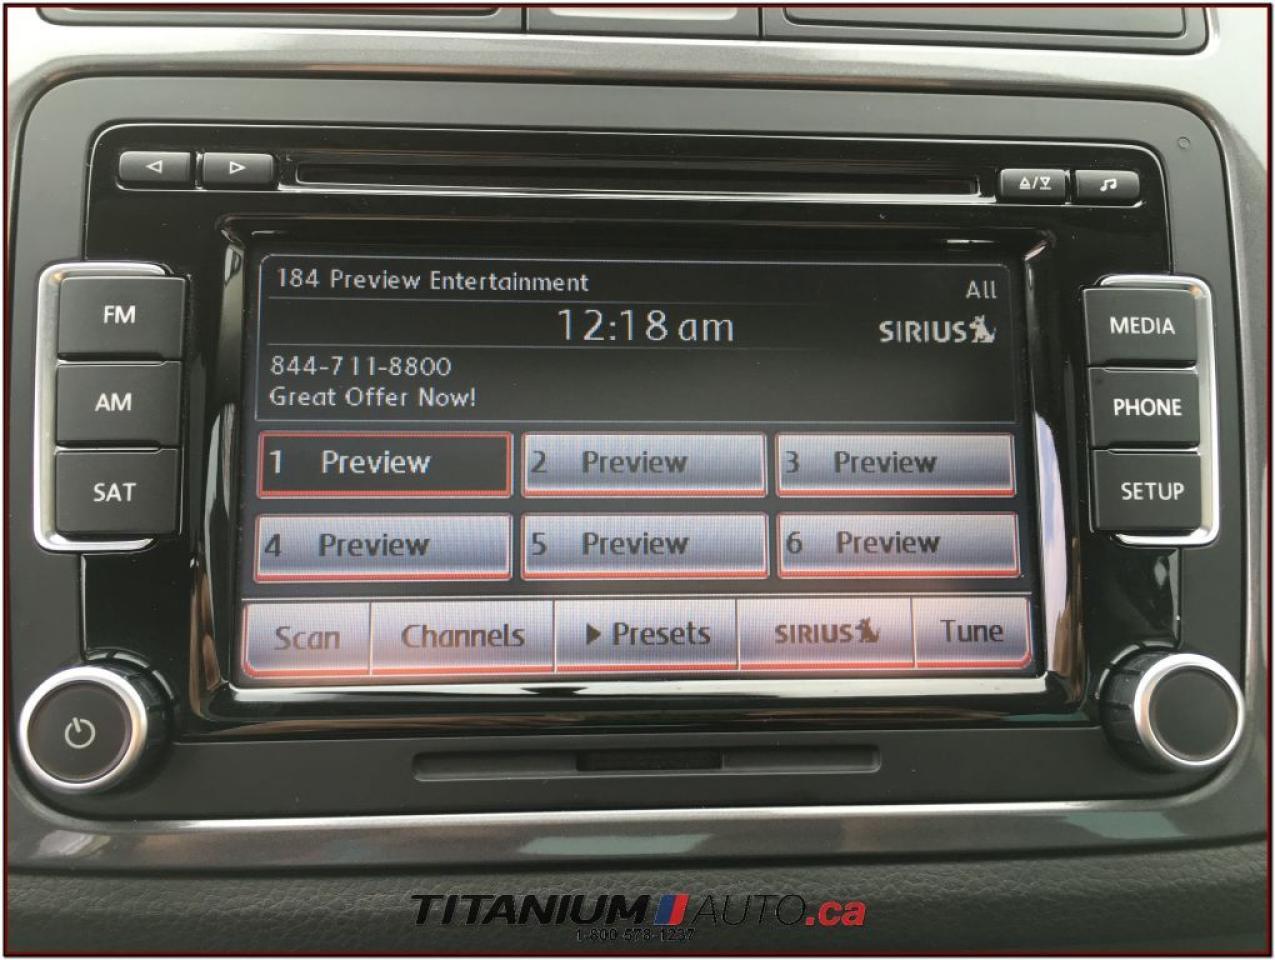 184 Preview Entertainment
All
12:18 am
SIRIUS
844-711-8800
Great Offer Now!
FM
AM
SAT
MEDIA
PHONE
SETUP
1 Preview
2 Preview
3 Preview
4 Preview
5 Preview
6 Preview
Scan
Channels
Presets
SIRIUS
Tune
TITANIUM AUTO.ca
1-800-578-1237